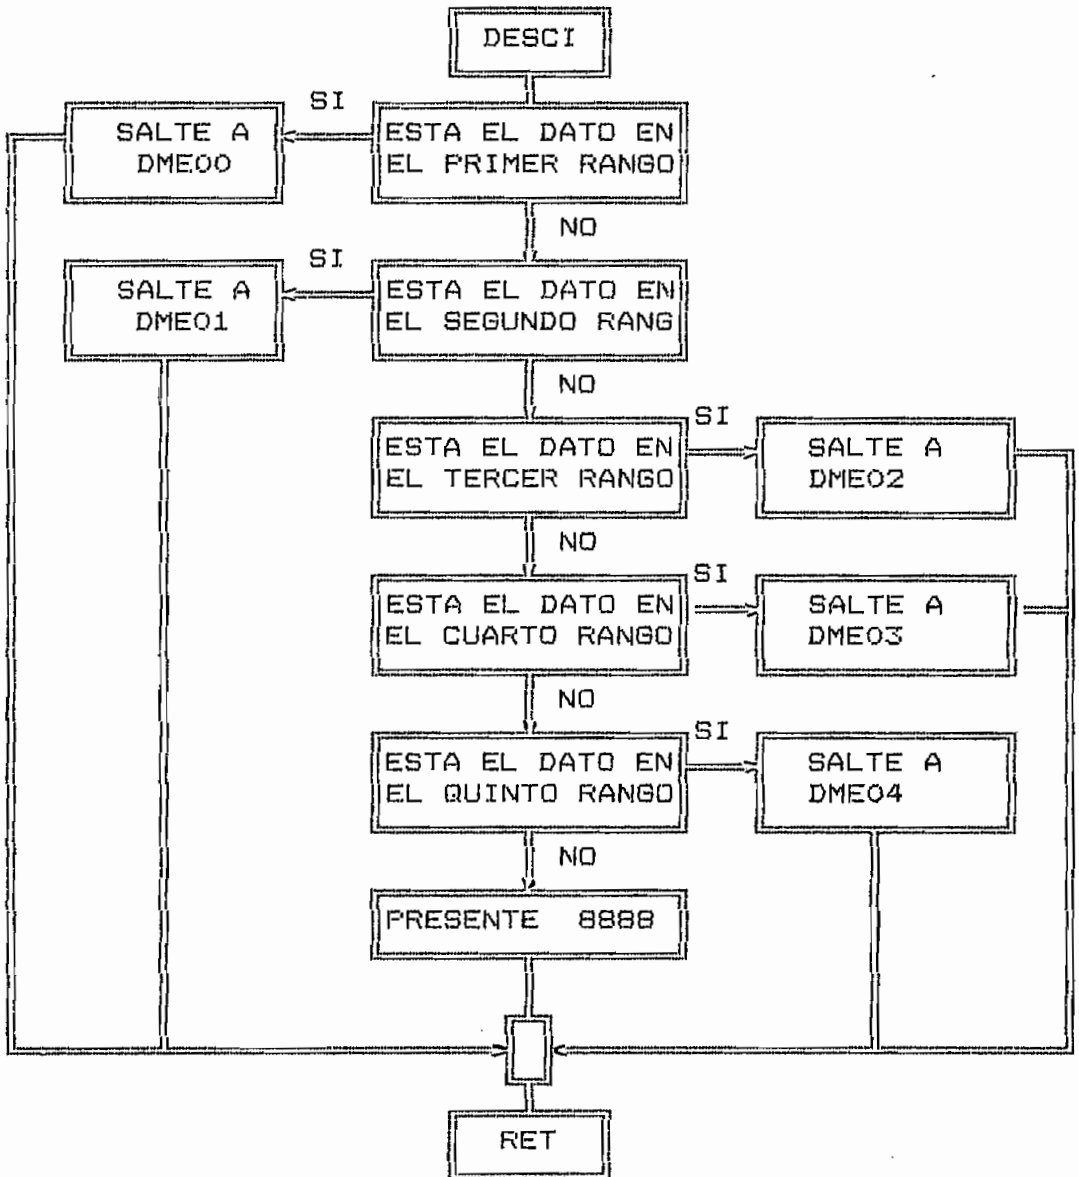 DESCI
SI
SALTE A
DME00
ESTA EL DATO EN
EL PRIMER RANGO
NO
SI
SALTE A
DME01
ESTA EL DATO EN
EL SEGUNDO RANG
NO
ESTA EL DATO EN
EL TERCER RANGO
SI
SALTE A
DME02
NO
ESTA EL DATO EN
EL CUARTO RANGO
SI
SALTE A
DME03
NO
ESTA EL DATO EN
EL QUINTO RANGO
SI
SALTE A
DME04
NO
PRESENTE 8888
RET